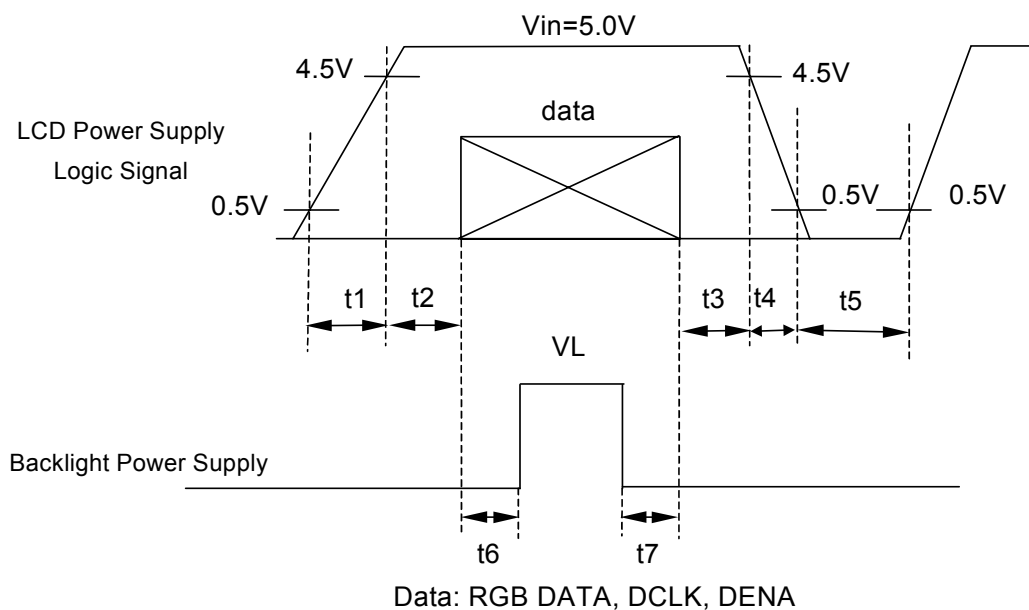 Vin=5.0V
4.5V
4.5V
data
LCD Power Supply
Logic Signal
0.5V
0.5V
0.5V
t1
t2
t3
t4
t5
VL
Backlight Power Supply
t6
t7
Data: RGB DATA, DCLK, DENA